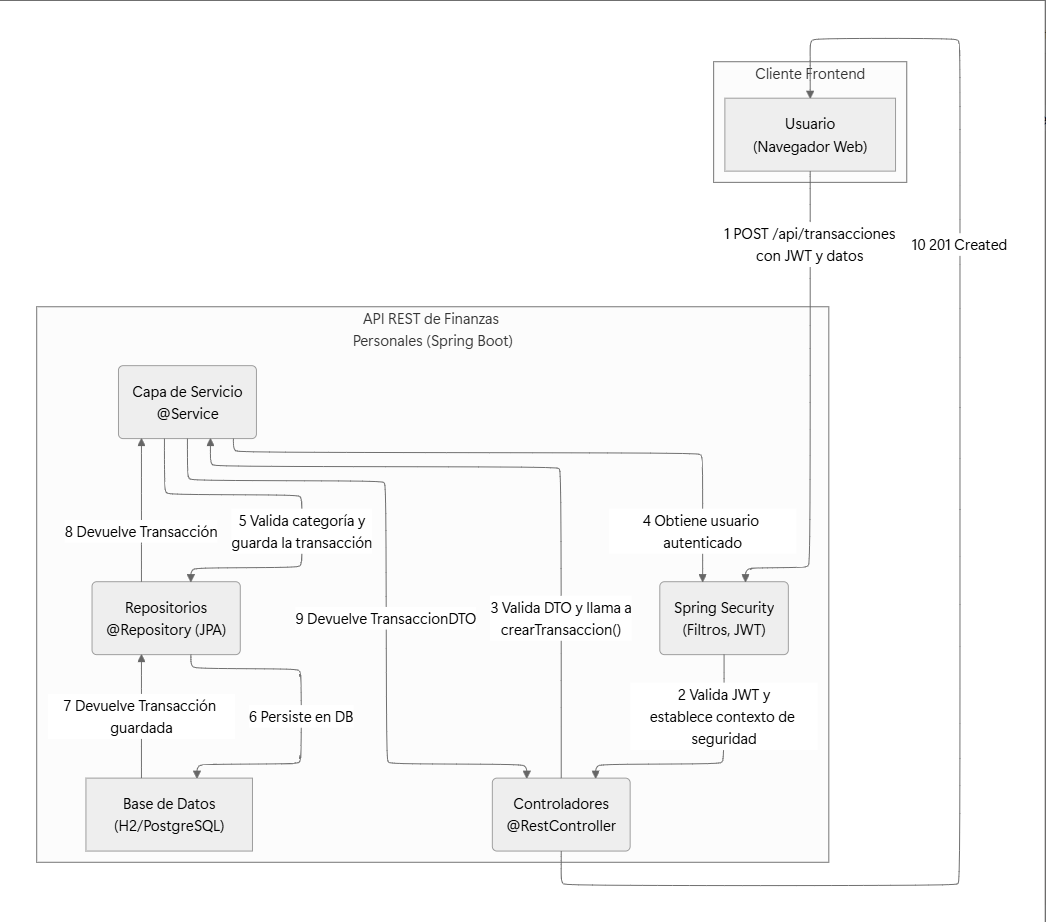 Cliente Frontend
Usuario
(Navegador Web)
1 POST /api/transacciones
con JWT y datos
10 201 Created
API REST de Finanzas
Personales (Spring Boot)
Capa de Servicio
@Service
8 Devuelve Transacción
5 Valida categoría y
guarda la transacción
4 Obtiene usuario
autenticado
Repositorios
@Repository (JPA)
9 Devuelve TransaccionDTO
3 Valida DTO y llama a
crearTransaccion()
Spring Security
(Filtros, JWT)
7 Devuelve Transacción
guardada
6 Persiste en DB
2 Valida JWT y
establece contexto de
seguridad
Base de Datos
(H2/PostgreSQL)
Controladores
@RestController